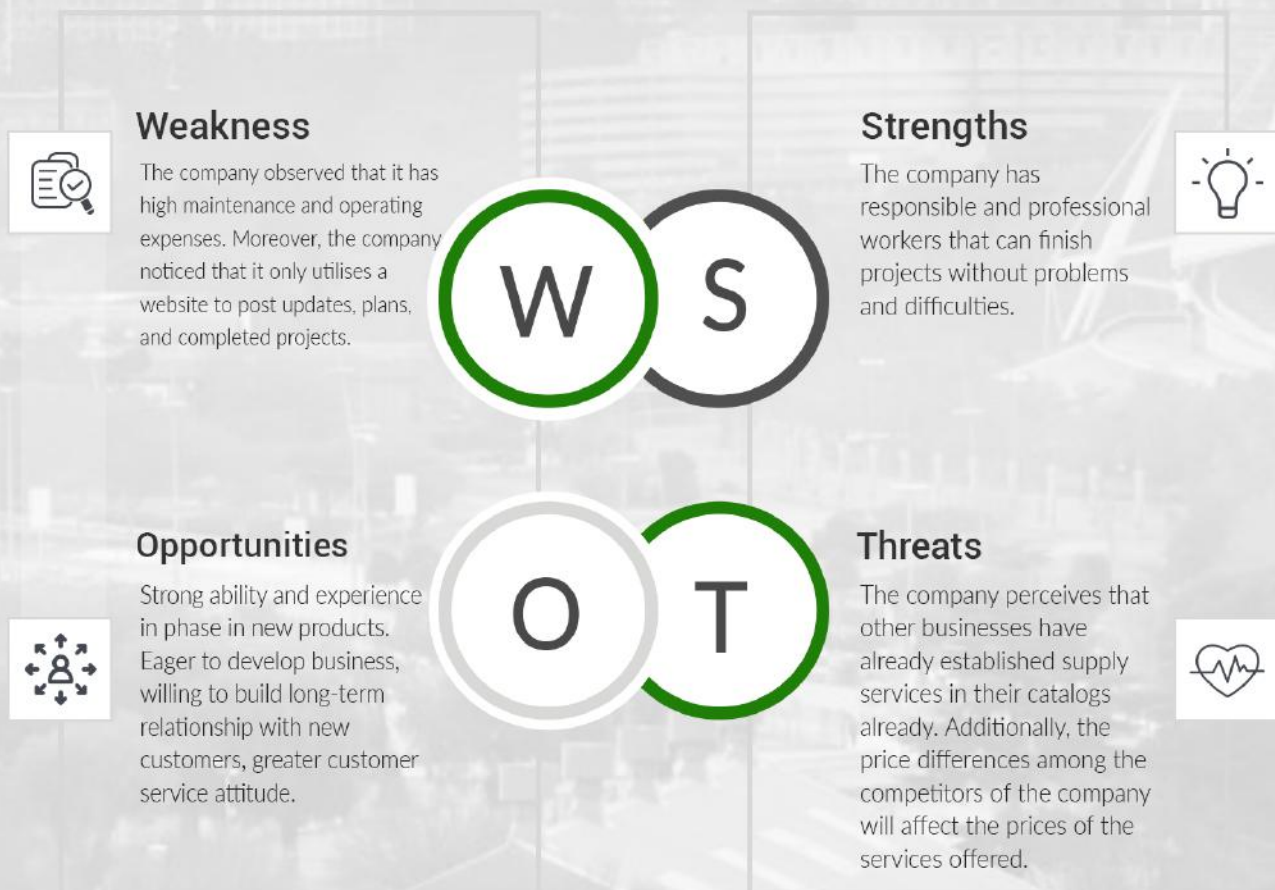 Weakness
The company observed that it has
high maintenance and operating
expenses. Moreover, the company
noticed that it only utilises a
website to post updates, plans,
and completed projects.
W
S
Strengths
The company has
responsible and professional
workers that can finish
projects without problems
and difficulties.
Opportunities
Strong ability and experience
in phase in new products.
Eager to develop business,
willing to build long-term
relationship with new
customers, greater customer
service attitude.
O
T
Threats
The company perceives that
other businesses have
already established supply
services in their catalogs
already. Additionally, the
price differences among the
competitors of the company
will affect the prices of the
services offered.